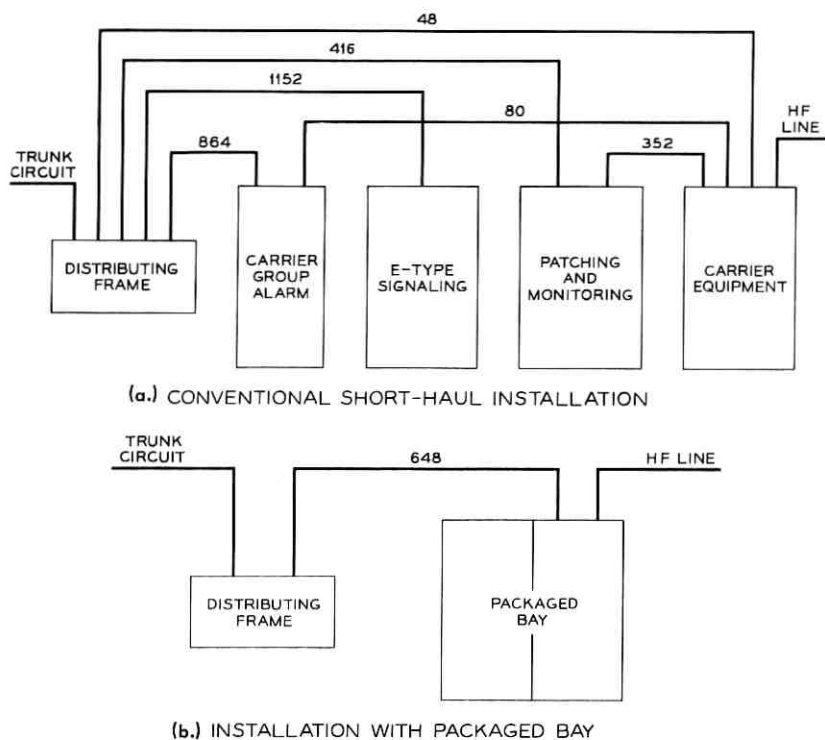 48
416
1152
80
HF
LINE
TRUNK
CIRCUIT
864
352
DISTRIBUTING
FRAME
CARRIER
GROUP
ALARM
E-TYPE
SIGNALING
PATCHING
AND
MONITORING
CARRIER
EQUIPMENT
(a.) CONVENTIONAL SHORT-HAUL INSTALLATION
TRUNK
CIRCUIT
648
HF LINE
DISTRIBUTING
FRAME
PACKAGED
BAY
(b.) INSTALLATION WITH PACKAGED BAY